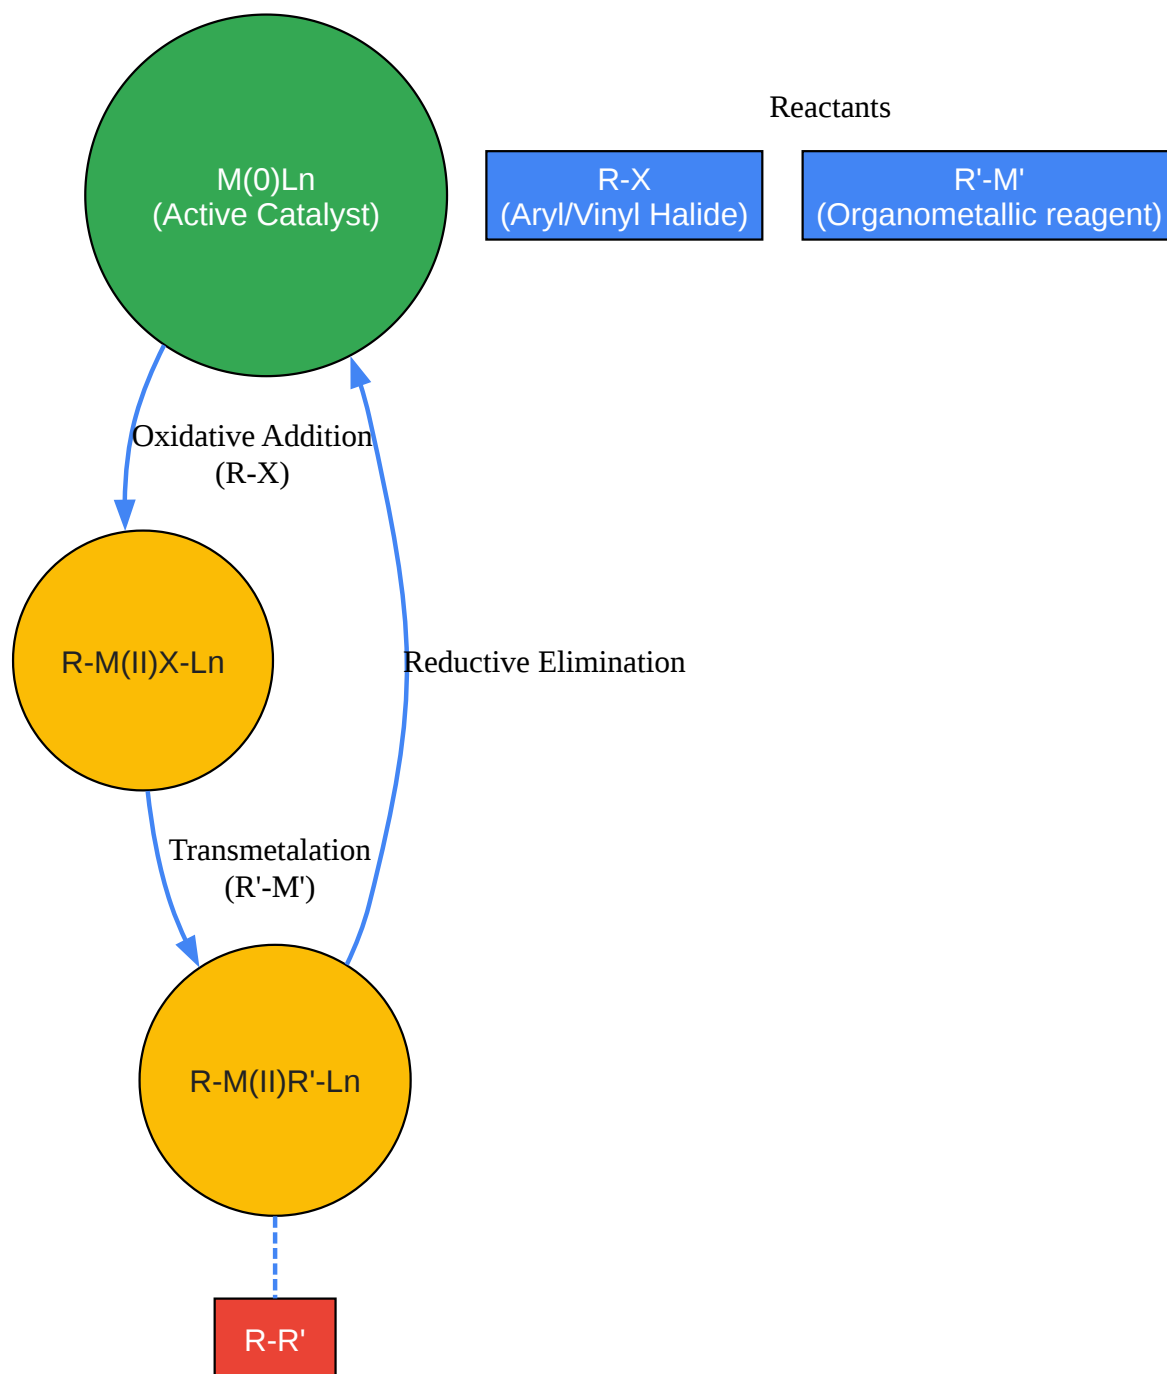 Reactants
M(0)Ln
(Active Catalyst)
R-X
(Aryl/Vinyl Halide)
R'-M'
(Organometallic reagent)
Oxidative Addition
(R-X)
R-M(II)X-Ln
Reductive Elimination
Transmetalation
(R'-M')
R-M(II)R'-Ln
R-R'